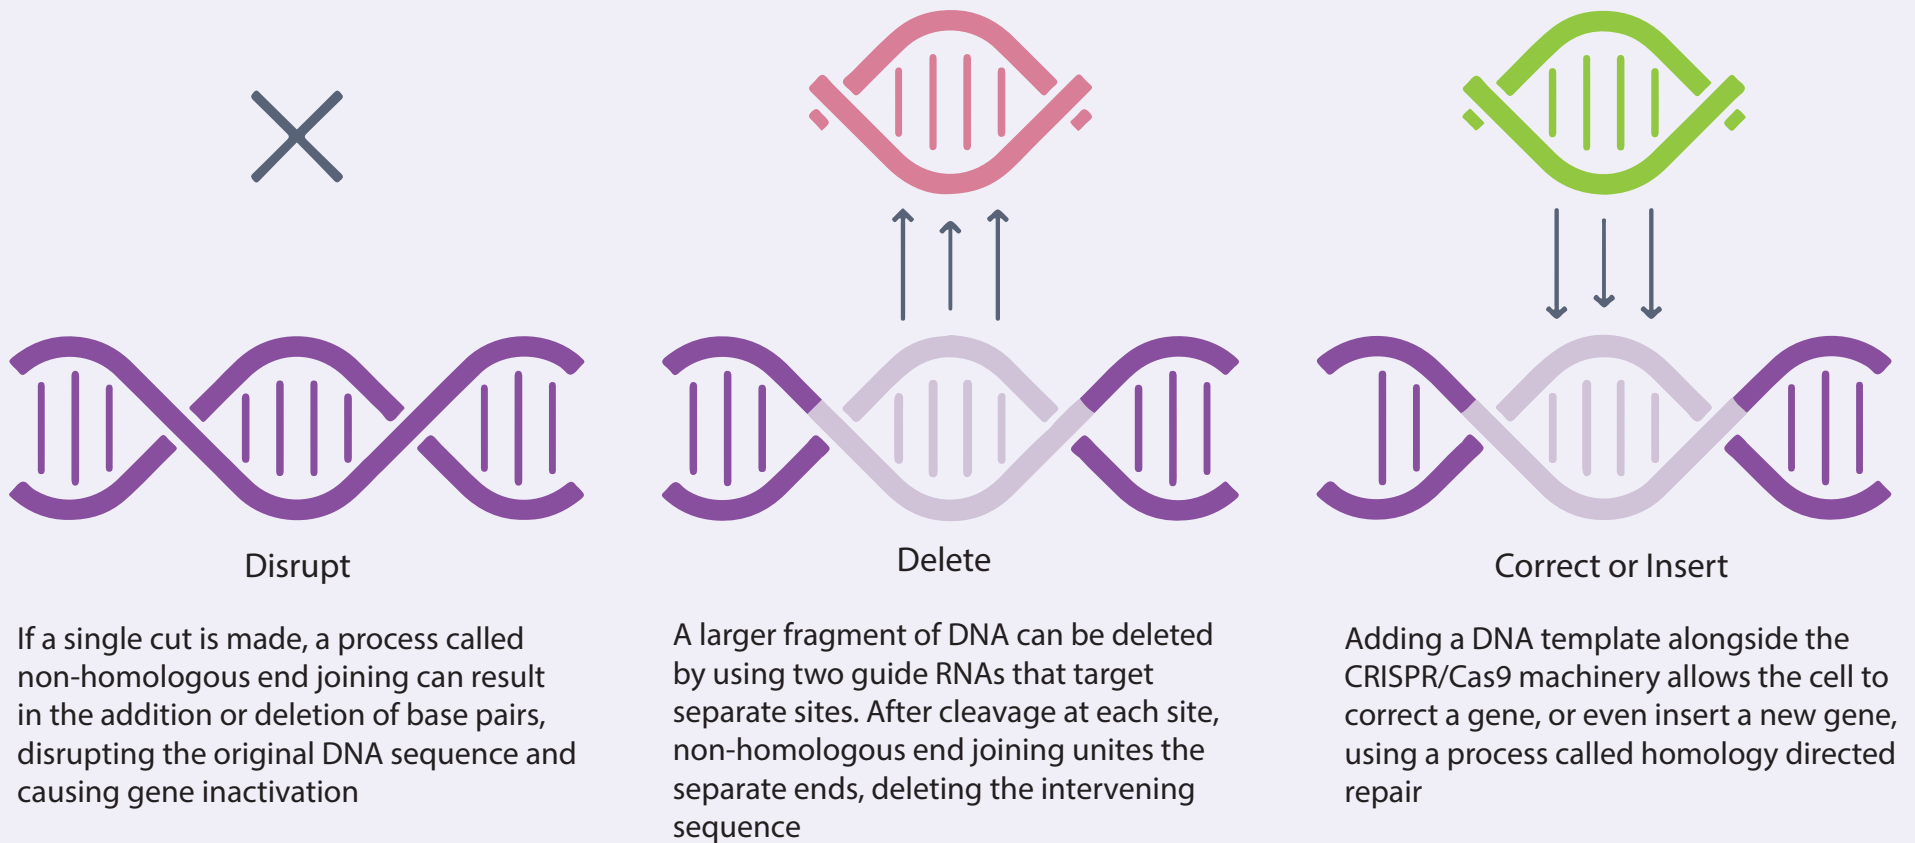 Disrupt
If a single cut is made, a process called
non-homologous end joining can result
in the addition or deletion of base pairs,
disrupting the original DNA sequence and
causing gene inactivation
Delete
A larger fragment of DNA can be deleted
by using two guide RNAs that target
separate sites. After cleavage at each site,
non-homologous end joining unites the
separate ends, deleting the intervening
sequence
Correct or Insert
Adding a DNA template alongside the
CRISPR/Cas9 machinery allows the cell to
correct a gene, or even insert a new gene,
using a process called homology directed
repair